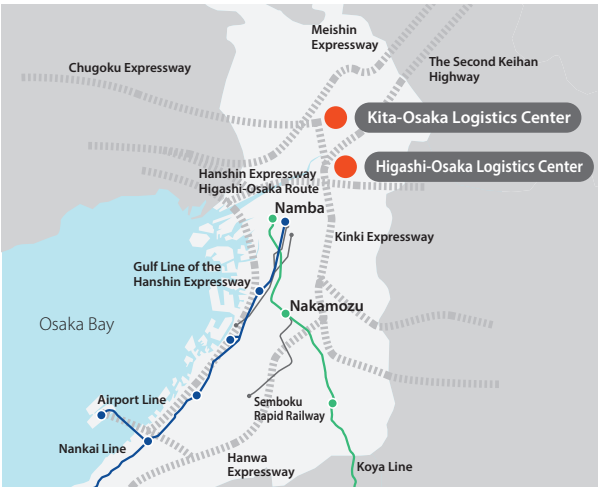 Meishin
Expressway
Chugoku Expressway
The Second Keihan
Highway
Kita-Osaka Logistics Center
Higashi-Osaka Logistics Center
Hanshin Expressway
Higashi-Osaka Route
Namba
Kinki Expressway
Gulf Line of the
Hanshin Expressway
Nakamozu
Osaka Bay
Airport Line
Semboku
Rapid Railway
Nankai Line
Hanwa
Expressway
Koya Line